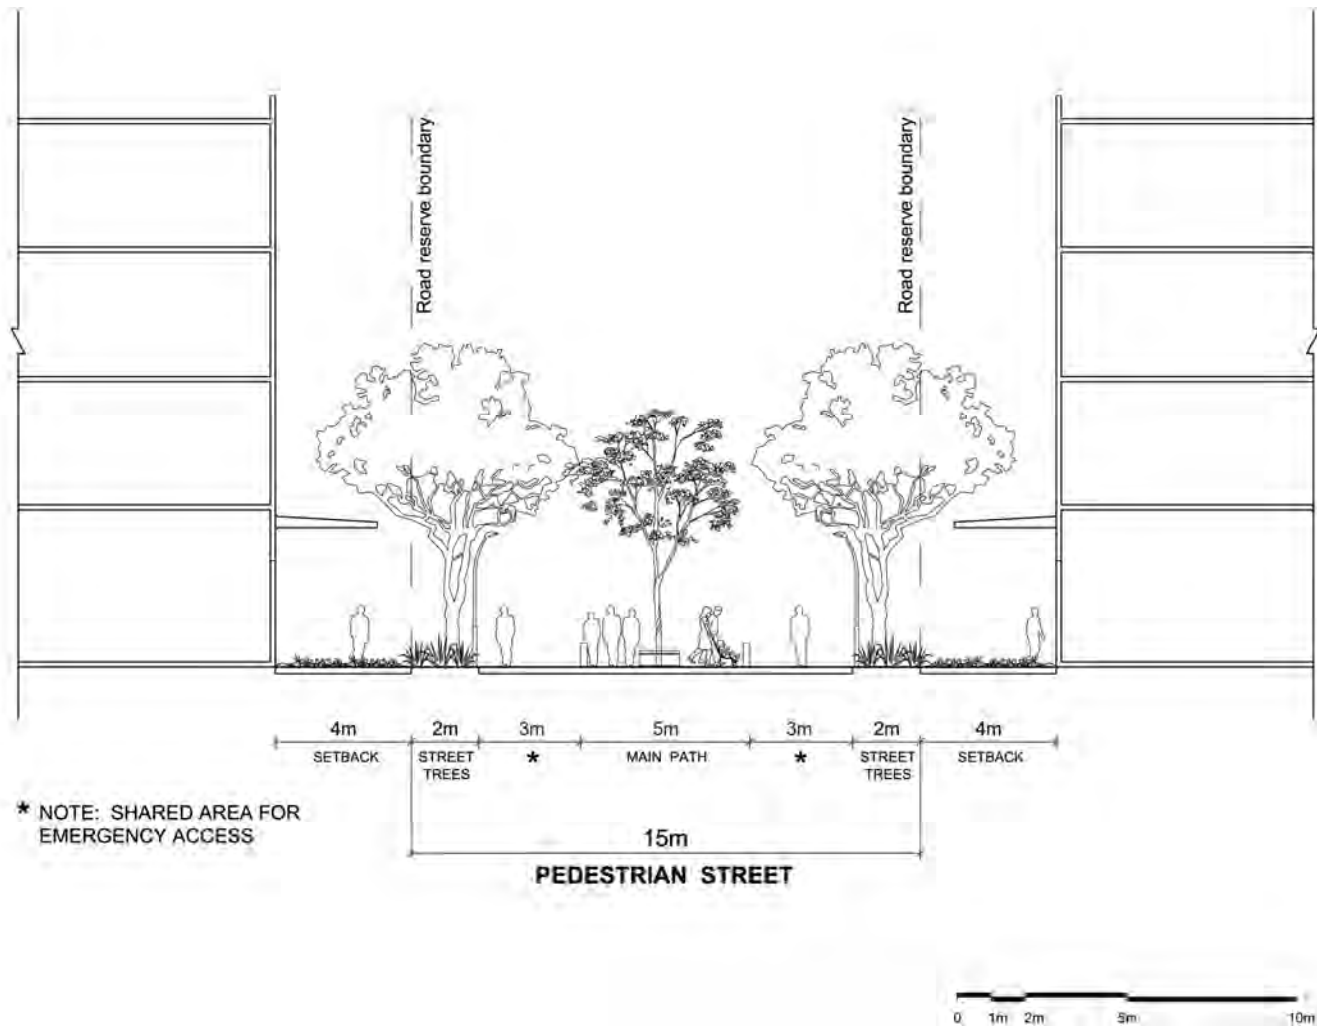 Road reserve boundary
Road reserve boundary
4m 2m 3m 5m 3m 2m 4m
SETBACK STREET * MAIN PATH * STREET SETBACK
TREES TREES
* NOTE: SHARED AREA FOR
EMERGENCY ACCESS
15m
PEDESTRIAN STREET
0 1m 2m 5m 10m